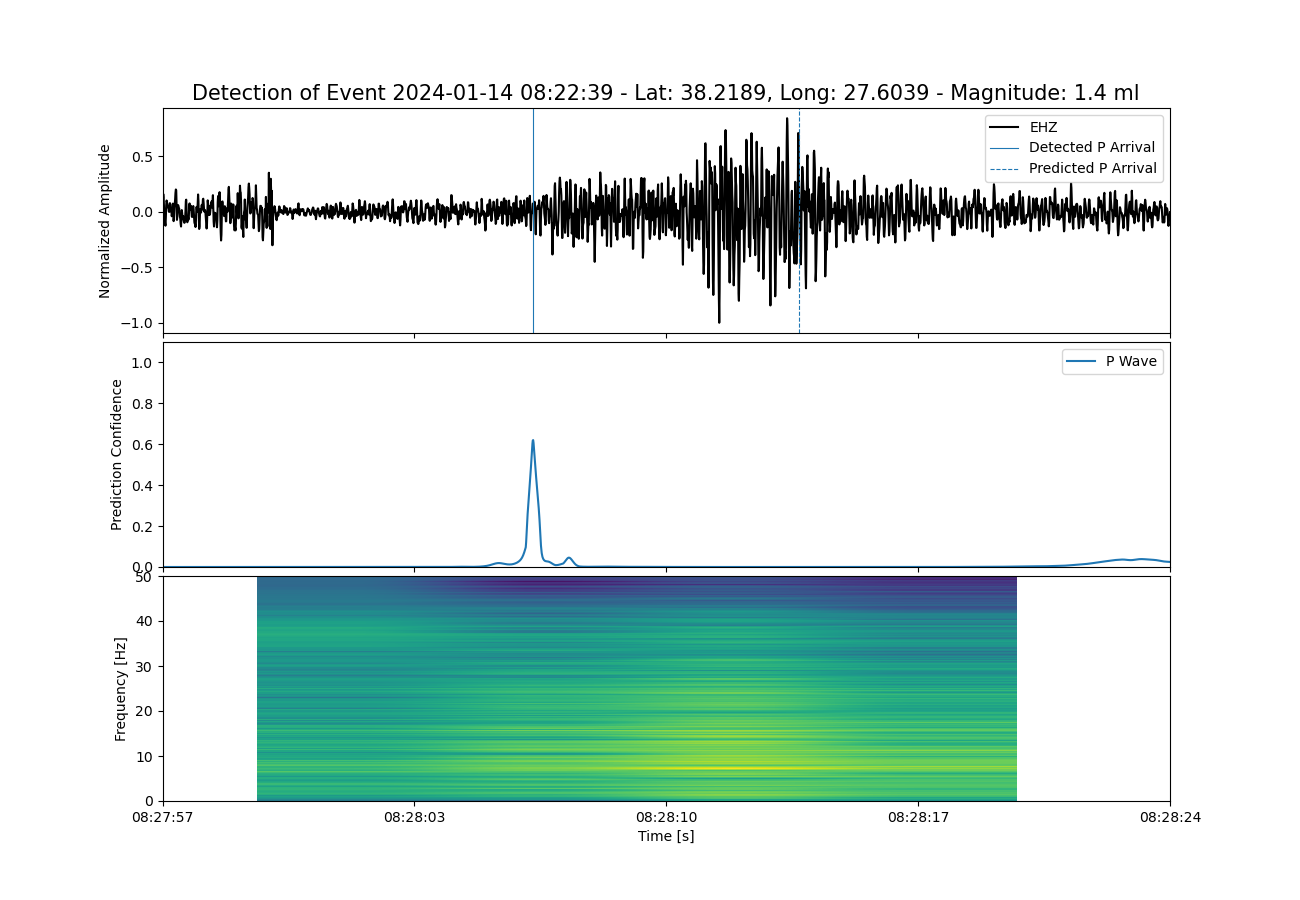 Detection of Event 2024-01-14 08:22:39 - Lat: 38.2189, Long: 27.6039 - Magnitude: 1.4 ml
EHZ
Detected P Arrival
Predicted P Arrival
Normalized Amplitude
0.5
0.0
−0.5
−1.0
P Wave
Prediction Confidence
1.0
0.8
0.6
0.4
0.2
0.0
Frequency [Hz]
50
40
30
20
10
0
08:27:57
08:28:03
08:28:10
08:28:17
08:28:24
Time [s]